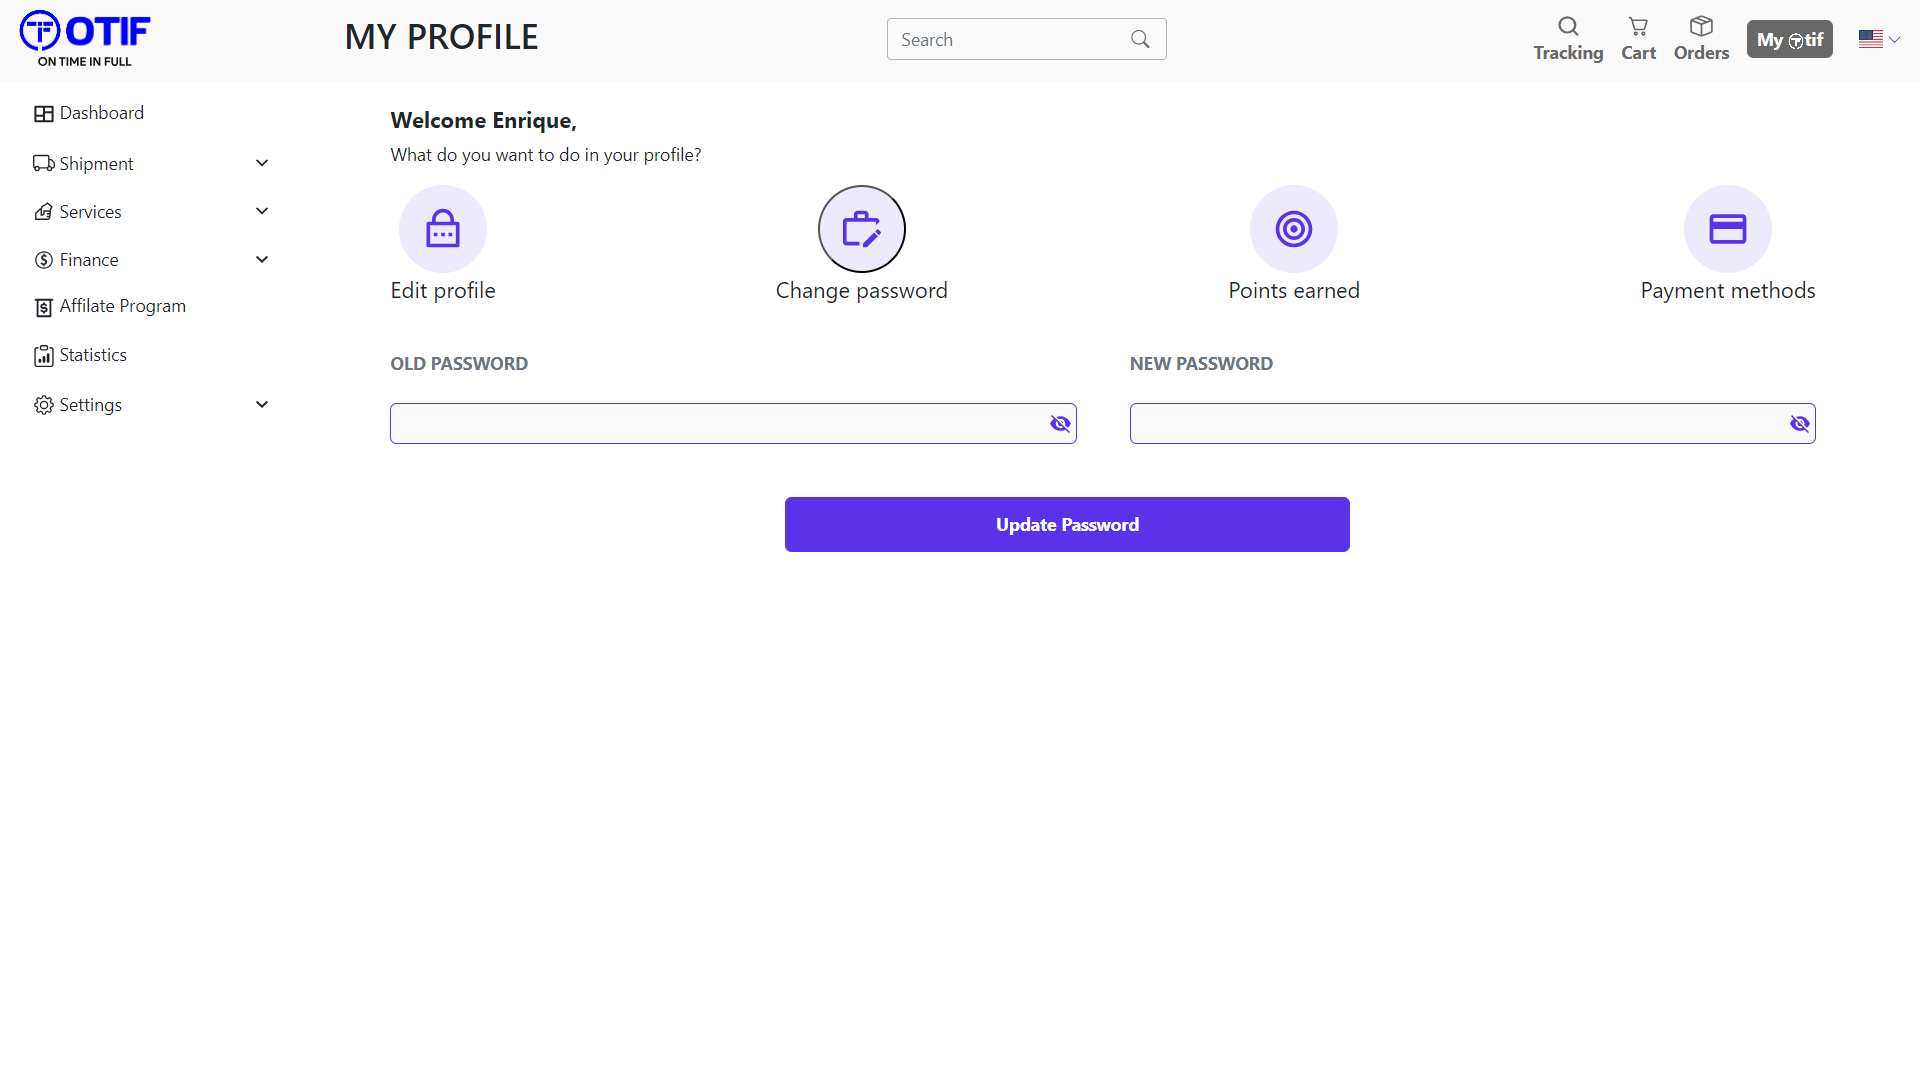 OTIF
ON TIME IN FULL
MY PROFILE
Search
Tracking
Cart
Orders
My Otif
Dashboard
Shipment
Services
Finance
Affilate Program
Statistics
Settings
Welcome Enrique,
What do you want to do in your profile?
Edit profile
Change password
Points earned
Payment methods
OLD PASSWORD
NEW PASSWORD
Update Password